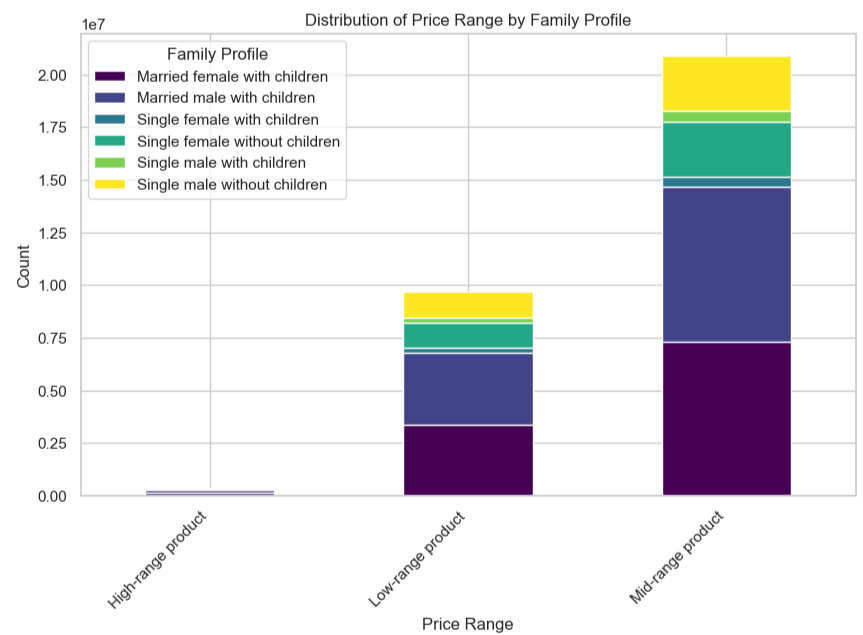 Distribution of Price Range by Family Profile
1e7
Family Profile
Married female with children
Married male with children
Single female with children
Single female without children
Single male with children
Single male without children
2.00
1.75
1.50
1.25
1.00
0.75
0.50
0.25
0.00
Count
High-range product
Low-range product
Mid-range product
Price Range